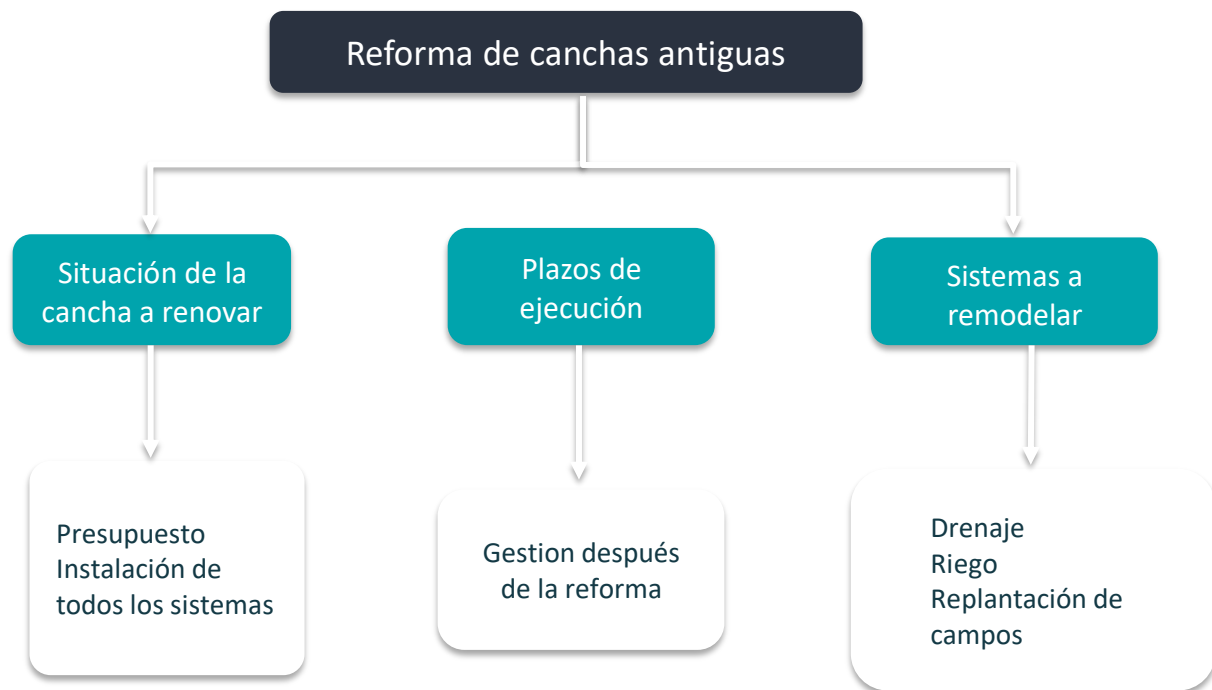 Reforma de canchas antiguas
Situación de la
cancha a renovar
Plazos de
ejecución
Sistemas a
remodelar
Presupuesto
Instalación de
todos los sistemas
Gestion después
de la reforma
Drenaje
Riego
Replantación de
campos